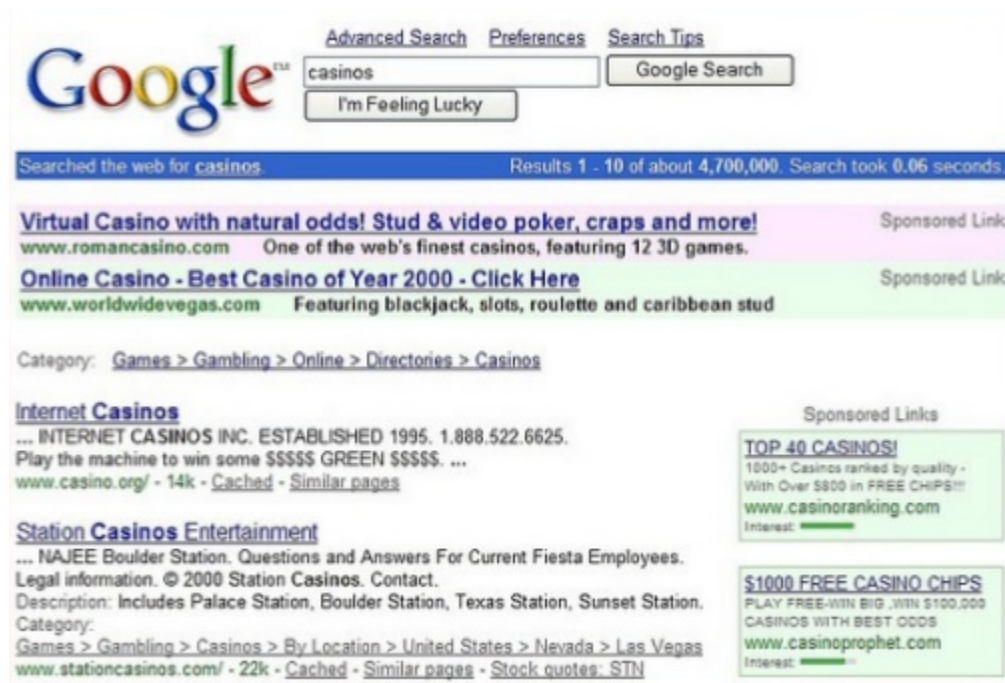 Google™
Advanced Search Preferences Search Tips
casinos
Google Search
I'm Feeling Lucky
Searched the web for casinos. Results 1 - 10 of about 4,700,000. Search took 0.06 seconds.
Virtual Casino with natural odds! Stud & video poker, craps and more! Sponsored Link
www.romancasino.com One of the web's finest casinos, featuring 12 3D games.
Online Casino - Best Casino of Year 2000 - Click Here Sponsored Link
www.worldwidevegas.com Featuring blackjack, slots, roulette and caribbean stud
Category: Games > Gambling > Online > Directories > Casinos
Internet Casinos
... INTERNET CASINOS INC. ESTABLISHED 1995. 1.888.522.6625.
Play the machine to win some $$$$$ GREEN $$$$$. ...
www.casino.org/ - 14k - Cached - Similar pages
Station Casinos Entertainment
... NAJEE Boulder Station. Questions and Answers For Current Fiesta Employees.
Legal information. © 2000 Station Casinos. Contact.
Description: Includes Palace Station, Boulder Station, Texas Station, Sunset Station.
Category:
Games > Gambling > Casinos > By Location > United States > Nevada > Las Vegas
www.stationcasinos.com/ - 22k - Cached - Similar pages - Stock quotes: STN
Sponsored Links
TOP 40 CASINOS!
1000+ Casinos ranked by quality -
With Over $800 in FREE CHIPS!!!
www.casinoranking.com
Interest:
$1000 FREE CASINO CHIPS
PLAY FREE-WIN BIG ,WIN $100,000
CASINOS WITH BEST ODDS
www.casinoprophet.com
Interest: